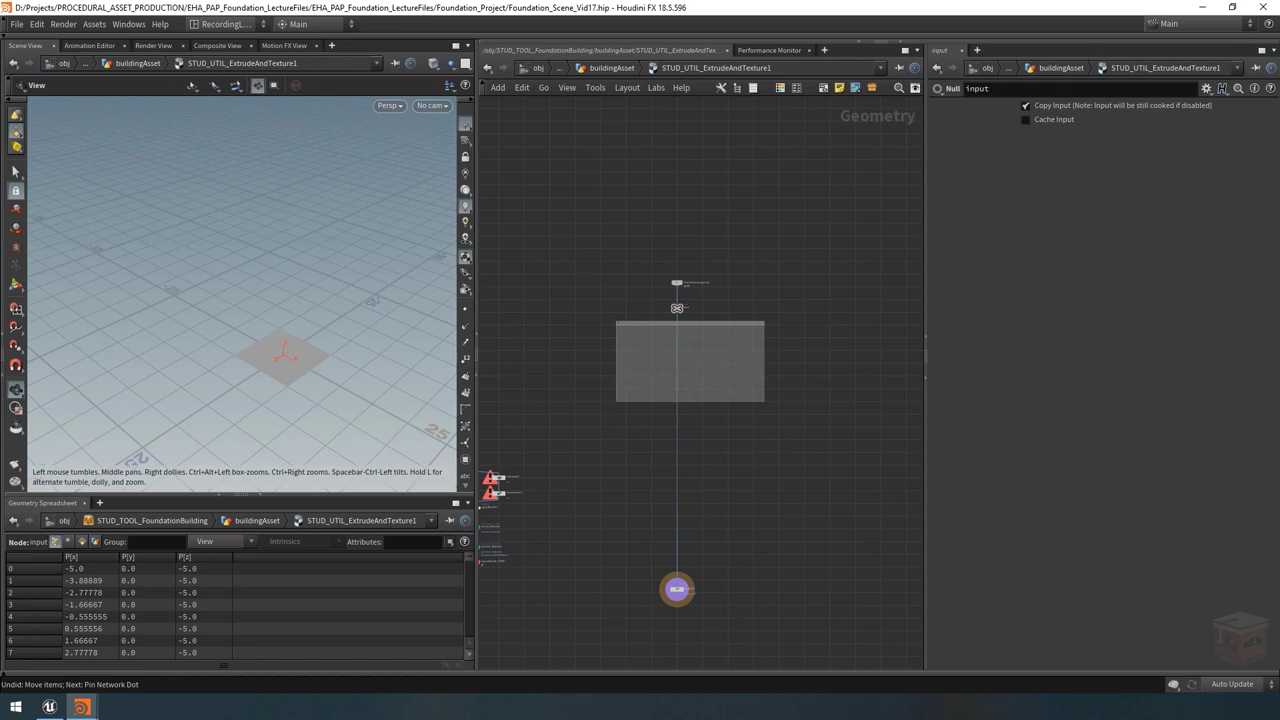 D:/Projects/PROCEDURAL_ASSET_PRODUCTION/EHA_PAP_Foundation_LectureFiles/EHA_PAP_Foundation_LectureFiles/Foundation_Project/Foundation_Scene_Vid17.hip - Houdini FX 18.5.596
File Edit Render Assets Windows Help RecordingL... Main Main
Scene View Animation Editor Render View Composite View Motion FX View
/obj/STUD_TOOL_FoundationBuilding/buildingAsset/STUD_UTIL_ExtrudeAndTex... Performance Monitor
input
obj ... buildingAsset STUD_UTIL_ExtrudeAndTexture1
obj ... buildingAsset STUD_UTIL_ExtrudeAndTexture1
obj ... buildingAsset STUD_UTIL_ExtrudeAndTexture1
View
Add Edit Go View Tools Layout Labs Help
Null input
Persp No cam
Geometry
Copy Input (Note: Input will be still cooked if disabled)
Cache Input
12
25
Left mouse tumbles. Middle pans. Right dollies. Ctrl+Alt+Left box-zooms. Ctrl+Right zooms. Spacebar-Ctrl-Left tilts. Hold L for
alternate tumble, dolly, and zoom.
abc
Geometry Spreadsheet
obj STUD_TOOL_FoundationBuilding buildingAsset STUD_UTIL_ExtrudeAndTexture1
Node: input Group: View Intrinsics Attributes:
P[x] P[y] P[z]
0 -5.0 0.0 -5.0
1 -3.88889 0.0 -5.0
2 -2.77778 0.0 -5.0
3 -1.66667 0.0 -5.0
4 -0.555555 0.0 -5.0
5 0.555556 0.0 -5.0
6 1.66667 0.0 -5.0
7 2.77778 0.0 -5.0
Undid: Move items; Next: Pin Network Dot
Auto Update